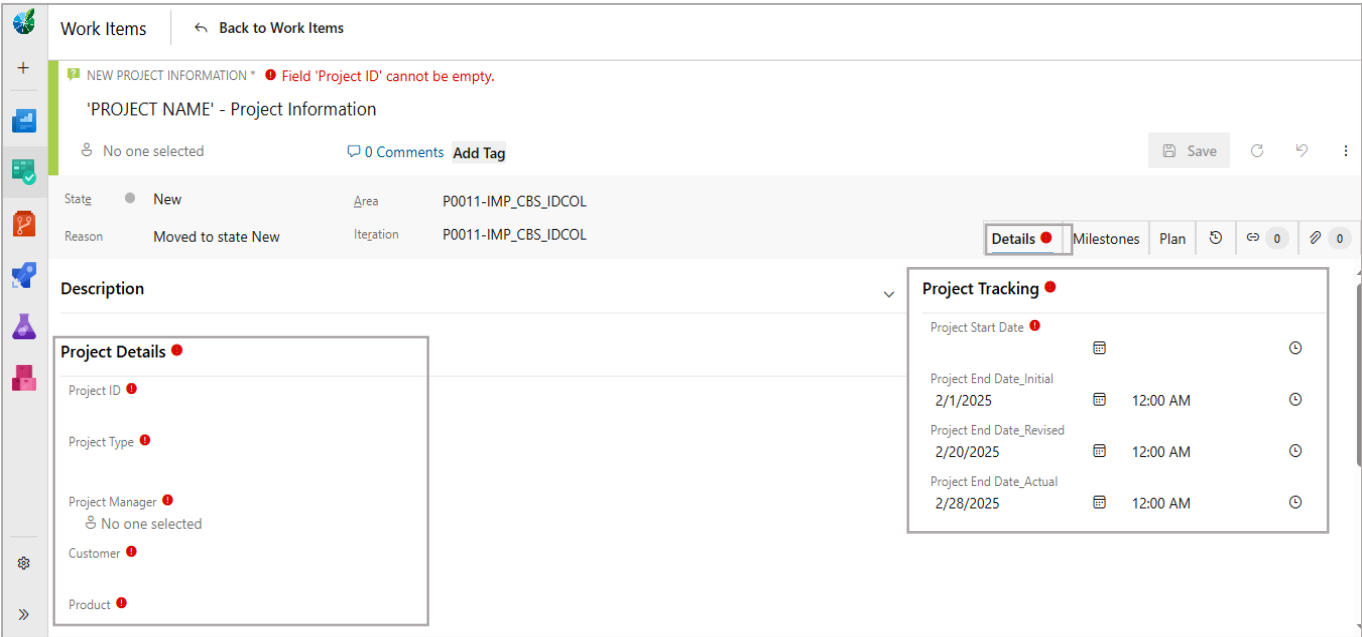 Work Items
Back to Work Items
NEW PROJECT INFORMATION * Field 'Project ID' cannot be empty.
'PROJECT NAME' - Project Information
No one selected
0 Comments Add Tag
Save
State New
Area P0011-IMP_CBS_IDCOL
Reason Moved to state New
Iteration P0011-IMP_CBS_IDCOL
Details Milestones Plan 0 0
Description
Project Details
Project ID
Project Type
Project Manager
No one selected
Customer
Product
Project Tracking
Project Start Date
Project End Date_Initial
2/1/2025 12:00 AM
Project End Date_Revised
2/20/2025 12:00 AM
Project End Date_Actual
2/28/2025 12:00 AM